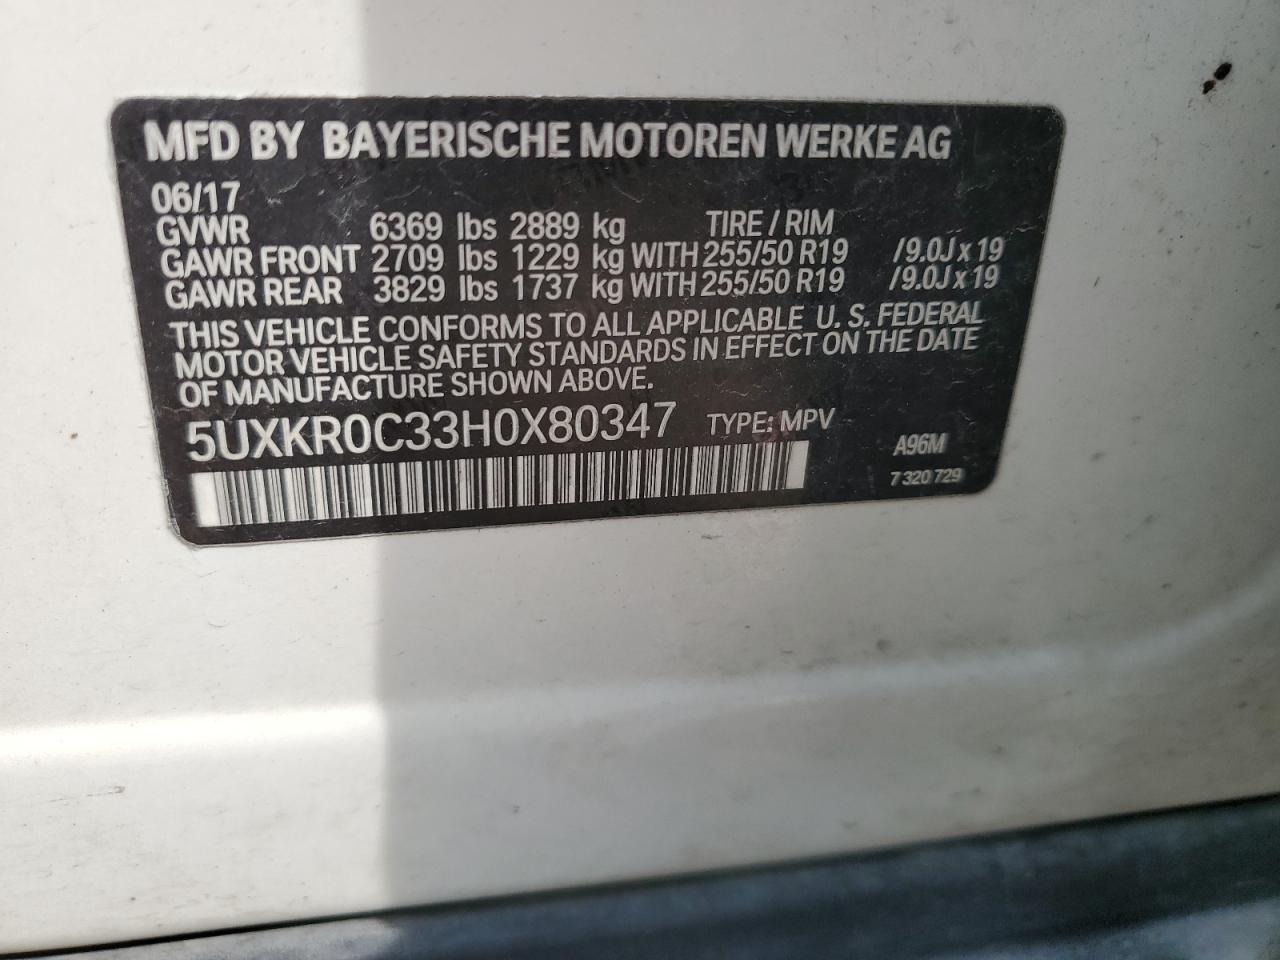 MFD BY BAYERISCHE MOTOREN WERKE AG
06/17
GVWR 6369 lbs 2889 kg TIRE / RIM
GAWR FRONT 2709 lbs 1229 kg WITH 255/50 R19 /9.0J x 19
GAWR REAR 3829 lbs 1737 kg WITH 255/50 R19 /9.0J x 19
THIS VEHICLE CONFORMS TO ALL APPLICABLE U. S. FEDERAL
MOTOR VEHICLE SAFETY STANDARDS IN EFFECT ON THE DATE
OF MANUFACTURE SHOWN ABOVE.
5UXKR0C33H0X80347 TYPE: MPV
A96M
7 320 729